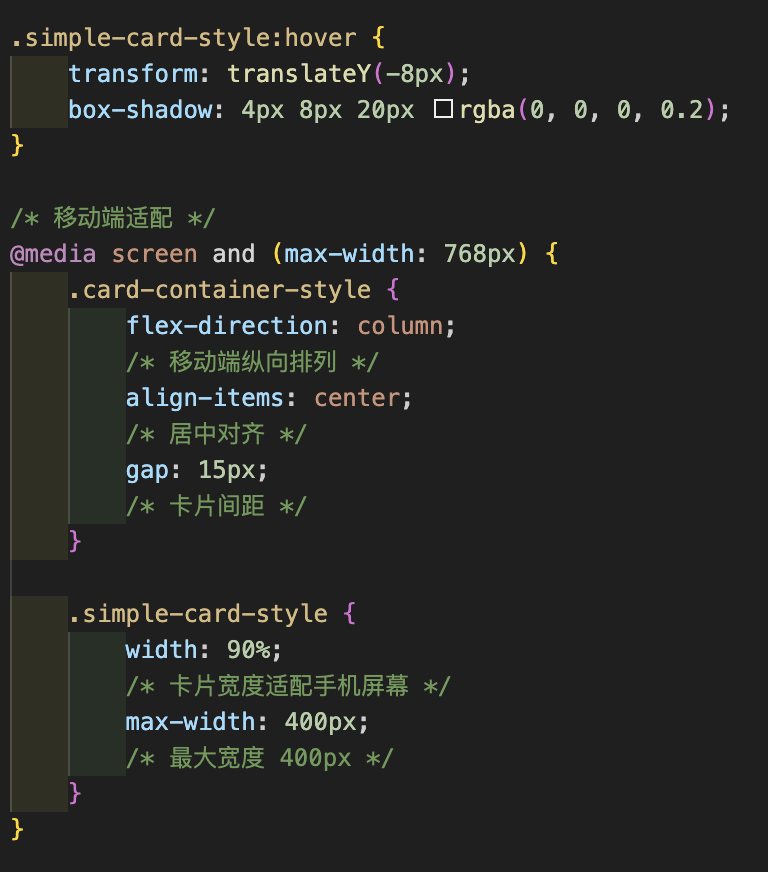 .simple-card-style:hover {
    transform: translateY(-8px);
    box-shadow: 4px 8px 20px rgba(0, 0, 0, 0.2);
}
/* 移动端适配 */
@media screen and (max-width: 768px) {
    .card-container-style {
        flex-direction: column;
        /* 移动端纵向排列 */
        align-items: center;
        /* 居中对齐 */
        gap: 15px;
        /* 卡片间距 */
    }
    .simple-card-style {
        width: 90%;
        /* 卡片宽度适配手机屏幕 */
        max-width: 400px;
        /* 最大宽度 400px */
    }
}